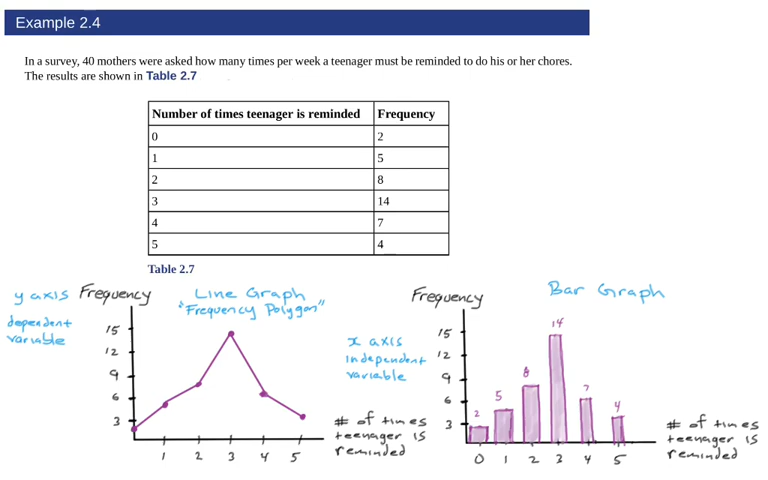 Example 2.4
In a survey, 40 mothers were asked how many times per week a teenager must be reminded to do his or her chores.
The results are shown in Table 2.7
Number of times teenager is reminded Frequency
0 2
1 5
2 8
3 14
4 7
5 4
Table 2.7
y axis
dependent
variable
Frequency
Line Graph
"Frequency Polygon"
15
12
9
6
3
1 2 3 4 5
# of times
teenager is
reminded
x axis
independent
variable
Frequency
Bar Graph
15
12
9
6
3
2 5 8 14 7 4
0 1 2 3 4 5
# of times
teenager is
reminded